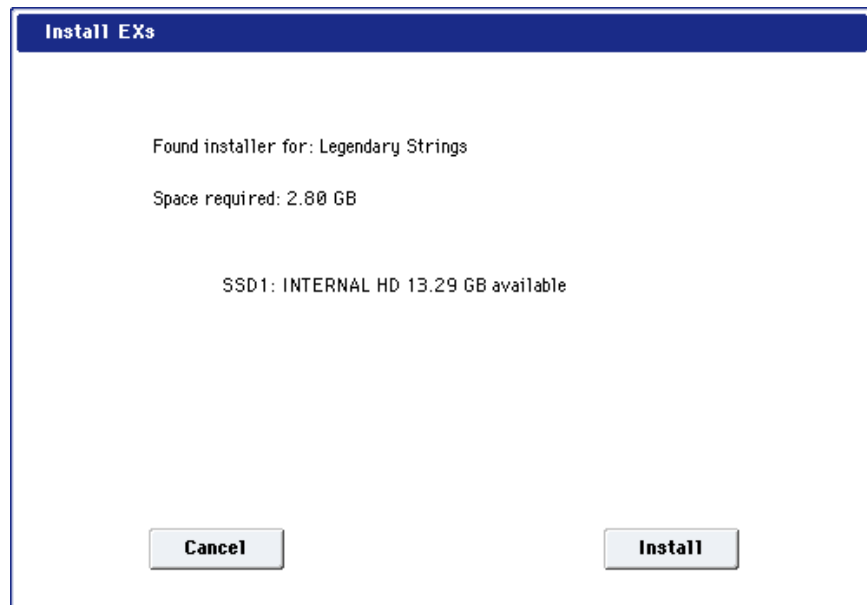 Install EXs
Found installer for: Legendary Strings
Space required: 2.80 GB
SSD1: INTERNAL HD 13.29 GB available
Cancel
Install